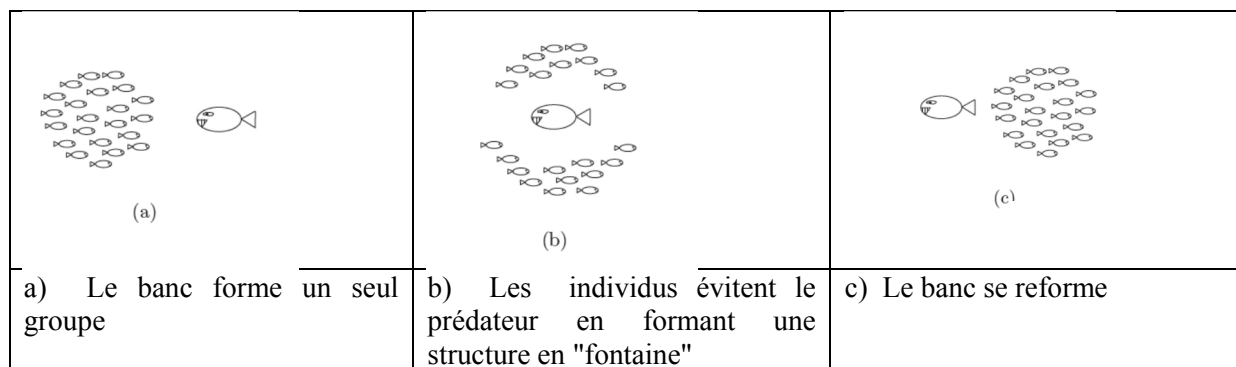 (a)
(b)
(c)
a) Le banc forme un seul
groupe
b) Les individus évitent le
prédateur en formant une
structure en "fontaine"
c) Le banc se reforme